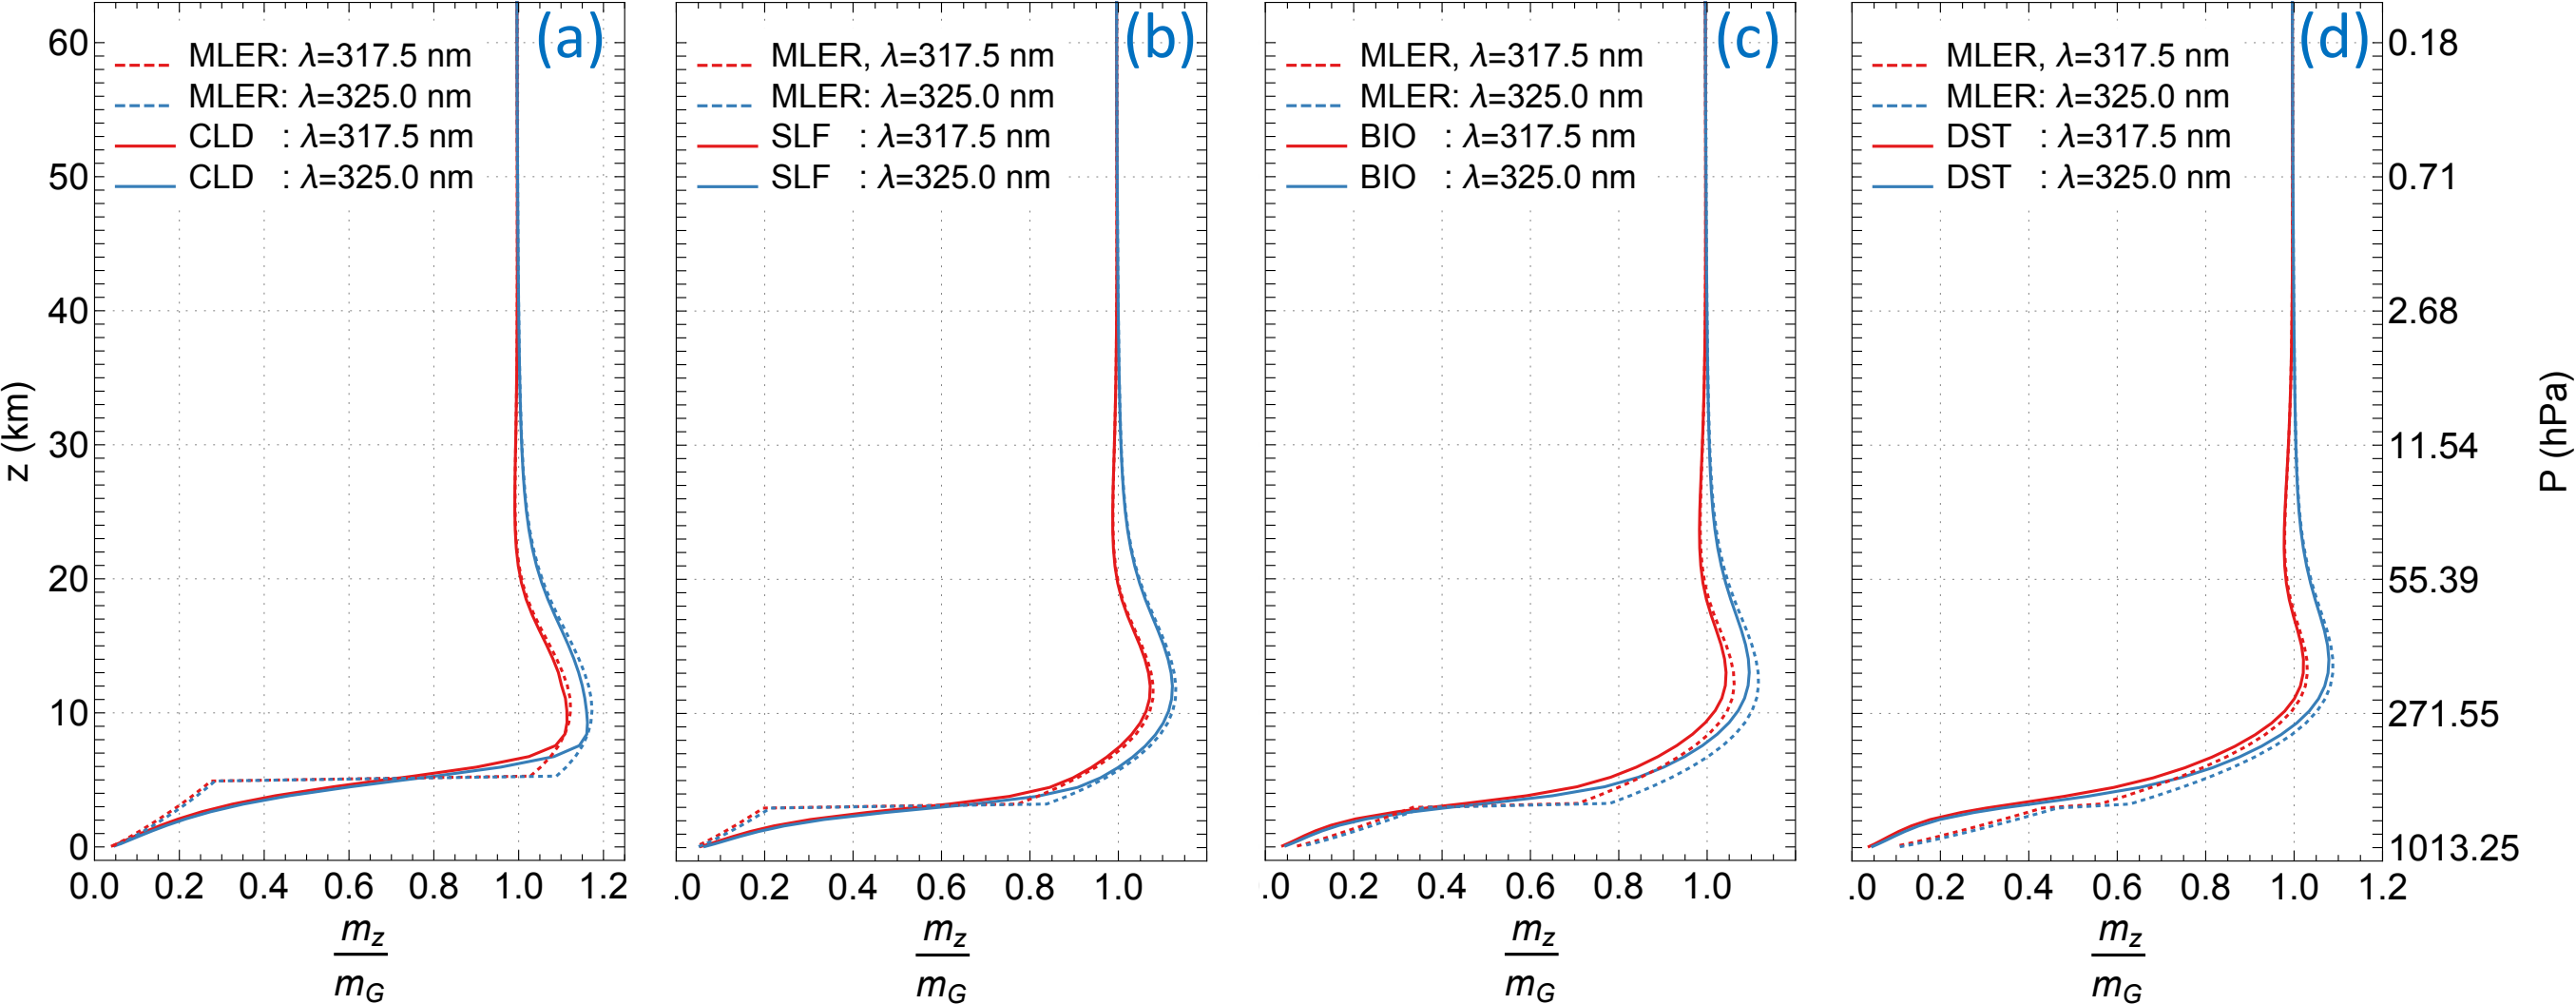 (a)
MLER: λ=317.5 nm
MLER: λ=325.0 nm
CLD : λ=317.5 nm
CLD : λ=325.0 nm
60
50
40
30
20
10
0
z (km)
0.0 0.2 0.4 0.6 0.8 1.0 1.2
m_z
m_G
(b)
MLER, λ=317.5 nm
MLER: λ=325.0 nm
SLF : λ=317.5 nm
SLF : λ=325.0 nm
.0 0.2 0.4 0.6 0.8 1.0
m_z
m_G
(c)
MLER, λ=317.5 nm
MLER: λ=325.0 nm
BIO : λ=317.5 nm
BIO : λ=325.0 nm
.0 0.2 0.4 0.6 0.8 1.0
m_z
m_G
(d)
MLER, λ=317.5 nm
MLER: λ=325.0 nm
DST : λ=317.5 nm
DST : λ=325.0 nm
.0 0.2 0.4 0.6 0.8 1.0 1.2
m_z
m_G
0.18
0.71
2.68
11.54
55.39
271.55
1013.25
P (hPa)